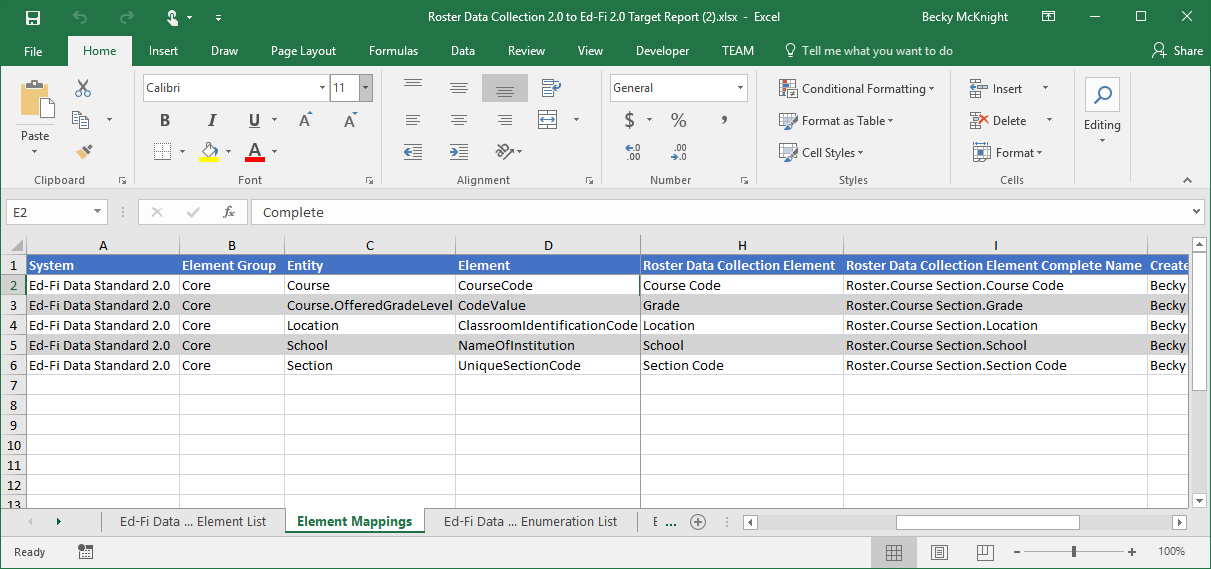 Roster Data Collection 2.0 to Ed-Fi 2.0 Target Report (2).xlsx - Excel Becky McKnight
File Home Insert Draw Page Layout Formulas Data Review View Developer TEAM Tell me what you want to do Share
Calibri 11 General Conditional Formatting Insert
Paste B I U A A $ % , Format as Table Delete Editing
A .00 .00 Cell Styles Format
Clipboard Font Alignment Number Styles Cells
E2 fx Complete
A B C D H I
1 System Element Group Entity Element Roster Data Collection Element Roster Data Collection Element Complete Name Create
2 Ed-Fi Data Standard 2.0 Core Course CourseCode Course Code Roster.Course Section.Course Code Becky
3 Ed-Fi Data Standard 2.0 Core Course.OfferedGradeLevel CodeValue Grade Roster.Course Section.Grade Becky
4 Ed-Fi Data Standard 2.0 Core Location ClassroomIdentificationCode Location Roster.Course Section.Location Becky
5 Ed-Fi Data Standard 2.0 Core School NameOfInstitution School Roster.Course Section.School Becky
6 Ed-Fi Data Standard 2.0 Core Section UniqueSectionCode Section Code Roster.Course Section.Section Code Becky
7
8
9
10
11
12
13
Ed-Fi Data ... Element List Element Mappings Ed-Fi Data ... Enumeration List E ...
Ready 100%